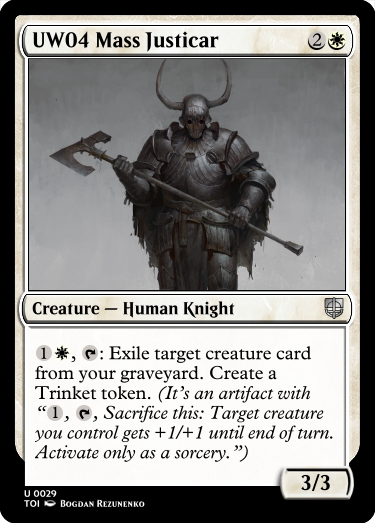 UW04 Mass Justicar 2
Creature — Human Knight
1 , : Exile target creature card
from your graveyard. Create a
Trinket token. (It's an artifact with
“1, , Sacrifice this: Target creature
you control gets +1/+1 until end of turn.
Activate only as a sorcery.”)
3/3
U 0029
TOI Bogdan Rezunenko